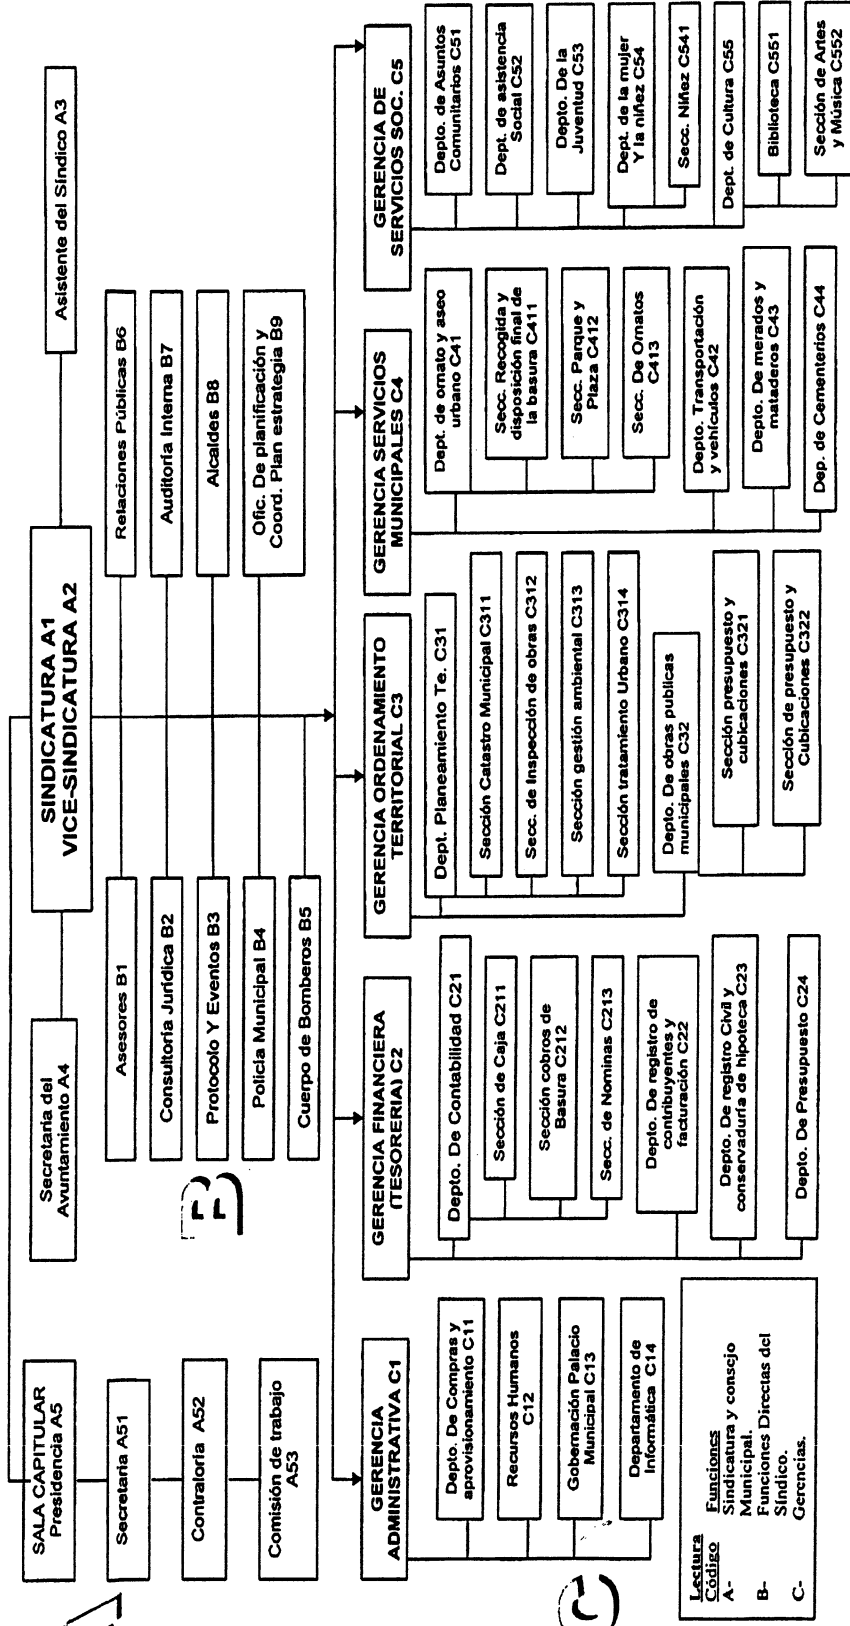 SALA CAPITULAR
Presidencia A5
Secretaria A51
Contraloria A52
Comisión de trabajo
A53
Secretaria del
Avuntamiento A4
SINDICATURA A1
VICE-SINDICATURA A2
Asistente del Síndico A3
Asesores B1
Consultoría Jurídica B2
Protocolo Y Eventos B3
Policía Municipal B4
Cuerpo de Bomberos B5
Relaciones Públicas B6
Auditoría Interna B7
Alcaldes B8
Ofic. De planificación y
Coord. Plan estrategia B9
B
GERENCIA
ADMINISTRATIVA C1
Depto. De Compras y
aprovisionamiento C11
Recursos Humanos
C12
Gobernación Palacio
Municipal C13
Departamento de
Informática C14
GERENCIA FINANCIERA
(TESORERIA) C2
Depto. De Contabilidad C21
Sección de Caja C211
Sección cobros de
Basura C212
Secc. de Nominas C213
Depto. De registro de
contribuyentes y
facturación C22
Depto. De registro Civil y
conservaduría de hipoteca C23
Depto. De Presupuesto C24
GERENCIA ORDENAMIENTO
TERRITORIAL C3
Dept. Planeamiento Te. C31
Sección Catastro Municipal C311
Secc. de Inspección de obras C312
Sección gestión ambiental C313
Sección tratamiento Urbano C314
Depto. De obras publicas
municipales C32
Sección presupuesto y
cubicaciones C321
Sección de presupuesto y
Cubicaciones C322
GERENCIA SERVICIOS
MUNICIPALES C4
Dept. de ornato y aseo
urbano C41
Secc. Recogida y
disposición final de
la basura C411
Secc. Parque y
Plaza C412
Secc. De Ornatos
C413
Depto. Transportación
y vehículos C42
Depto. De merados y
mataderos C43
Dep. de Cementerios C44
GERENCIA DE
SERVICIOS SOC. C5
Depto. de Asuntos
Comunitarios C51
Dept. de asistencia
Social C52
Depto. De la
Juventud C53
Dept. de la mujer
Y la niñez C54
Secc. Niñez C541
Dept. de Cultura C55
Biblioteca C551
Sección de Artes
y Música C552
C
Lectura
Código Funciones
A- Sindicatura y consejo
Municipal.
B- Funciones Directas del
Síndico.
C- Gerencias.